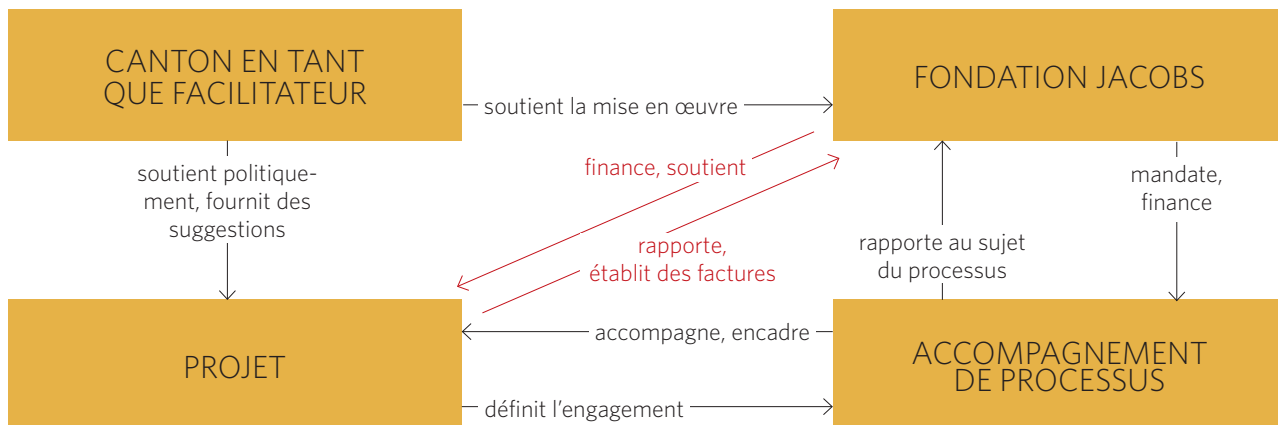 CANTON EN TANT
QUE FACILITATEUR
FONDATION JACOBS
soutient la mise en œuvre
soutient politique-
ment, fournit des
suggestions
finance, soutient
mandate,
finance
rapporte,
établit des factures
rapporte au sujet
du processus
PROJET
accompagne, encadre
ACCOMPAGNEMENT
DE PROCESSUS
définit l’engagement